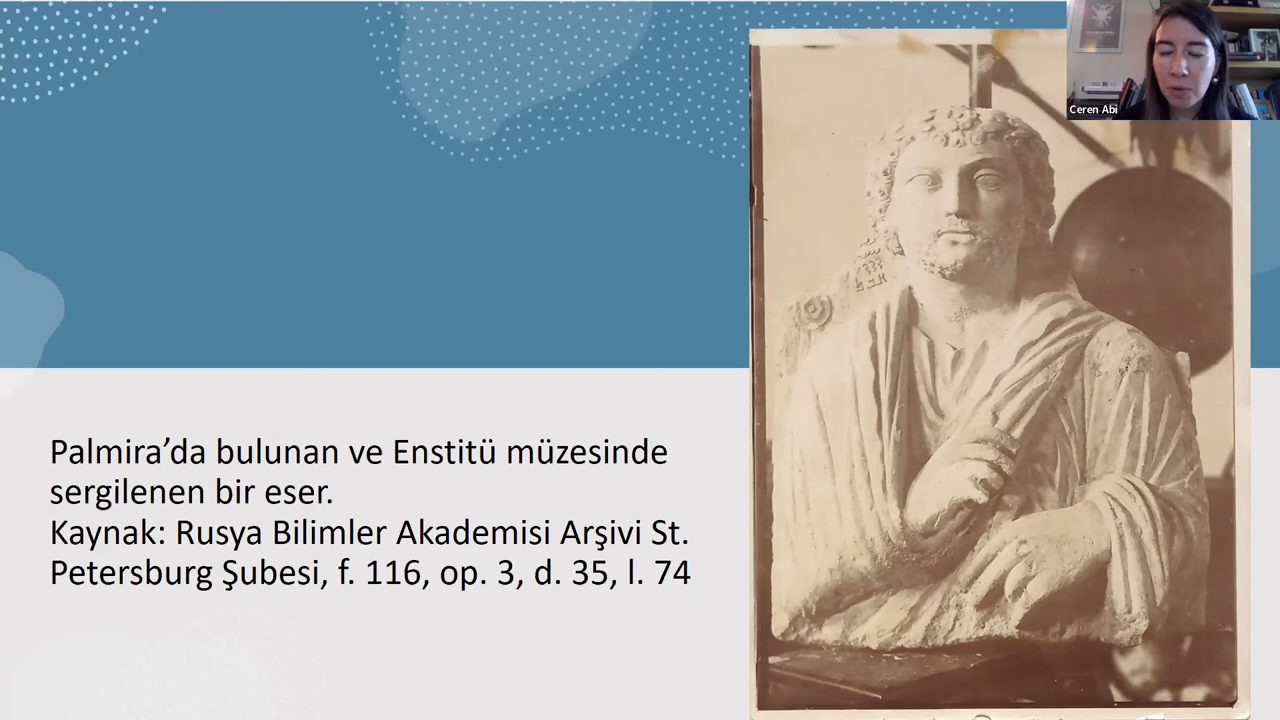 Ceren Abi
Palmira’da bulunan ve Enstitü müzesinde
sergilenen bir eser.
Kaynak: Rusya Bilimler Akademisi Arşivi St.
Petersburg Şubesi, f. 116, op. 3, d. 35, l. 74